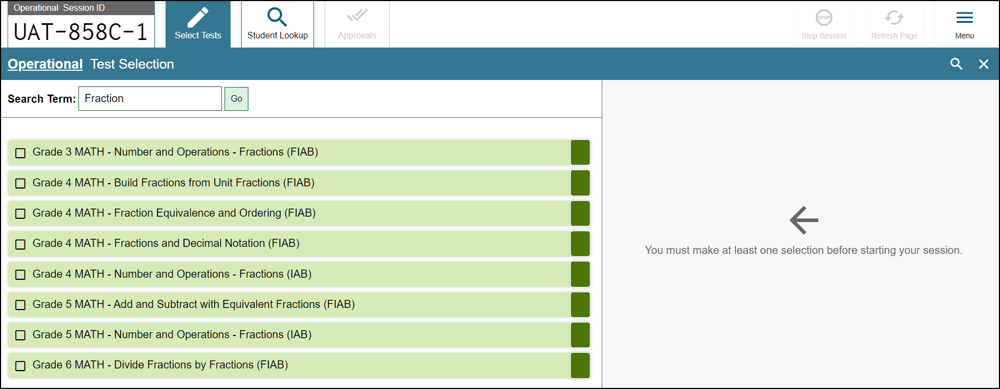 Operational Session ID
UAT-858C-1
Select Tests
Student Lookup
Approvals
STOP
Stop Session
Refresh Page
Menu
Operational Test Selection
Search Term: Fraction Go
Grade 3 MATH - Number and Operations - Fractions (FIAB)
Grade 4 MATH - Build Fractions from Unit Fractions (FIAB)
Grade 4 MATH - Fraction Equivalence and Ordering (FIAB)
Grade 4 MATH - Fractions and Decimal Notation (FIAB)
Grade 4 MATH - Number and Operations - Fractions (IAB)
Grade 5 MATH - Add and Subtract with Equivalent Fractions (FIAB)
Grade 5 MATH - Number and Operations - Fractions (IAB)
Grade 6 MATH - Divide Fractions by Fractions (FIAB)
You must make at least one selection before starting your session.